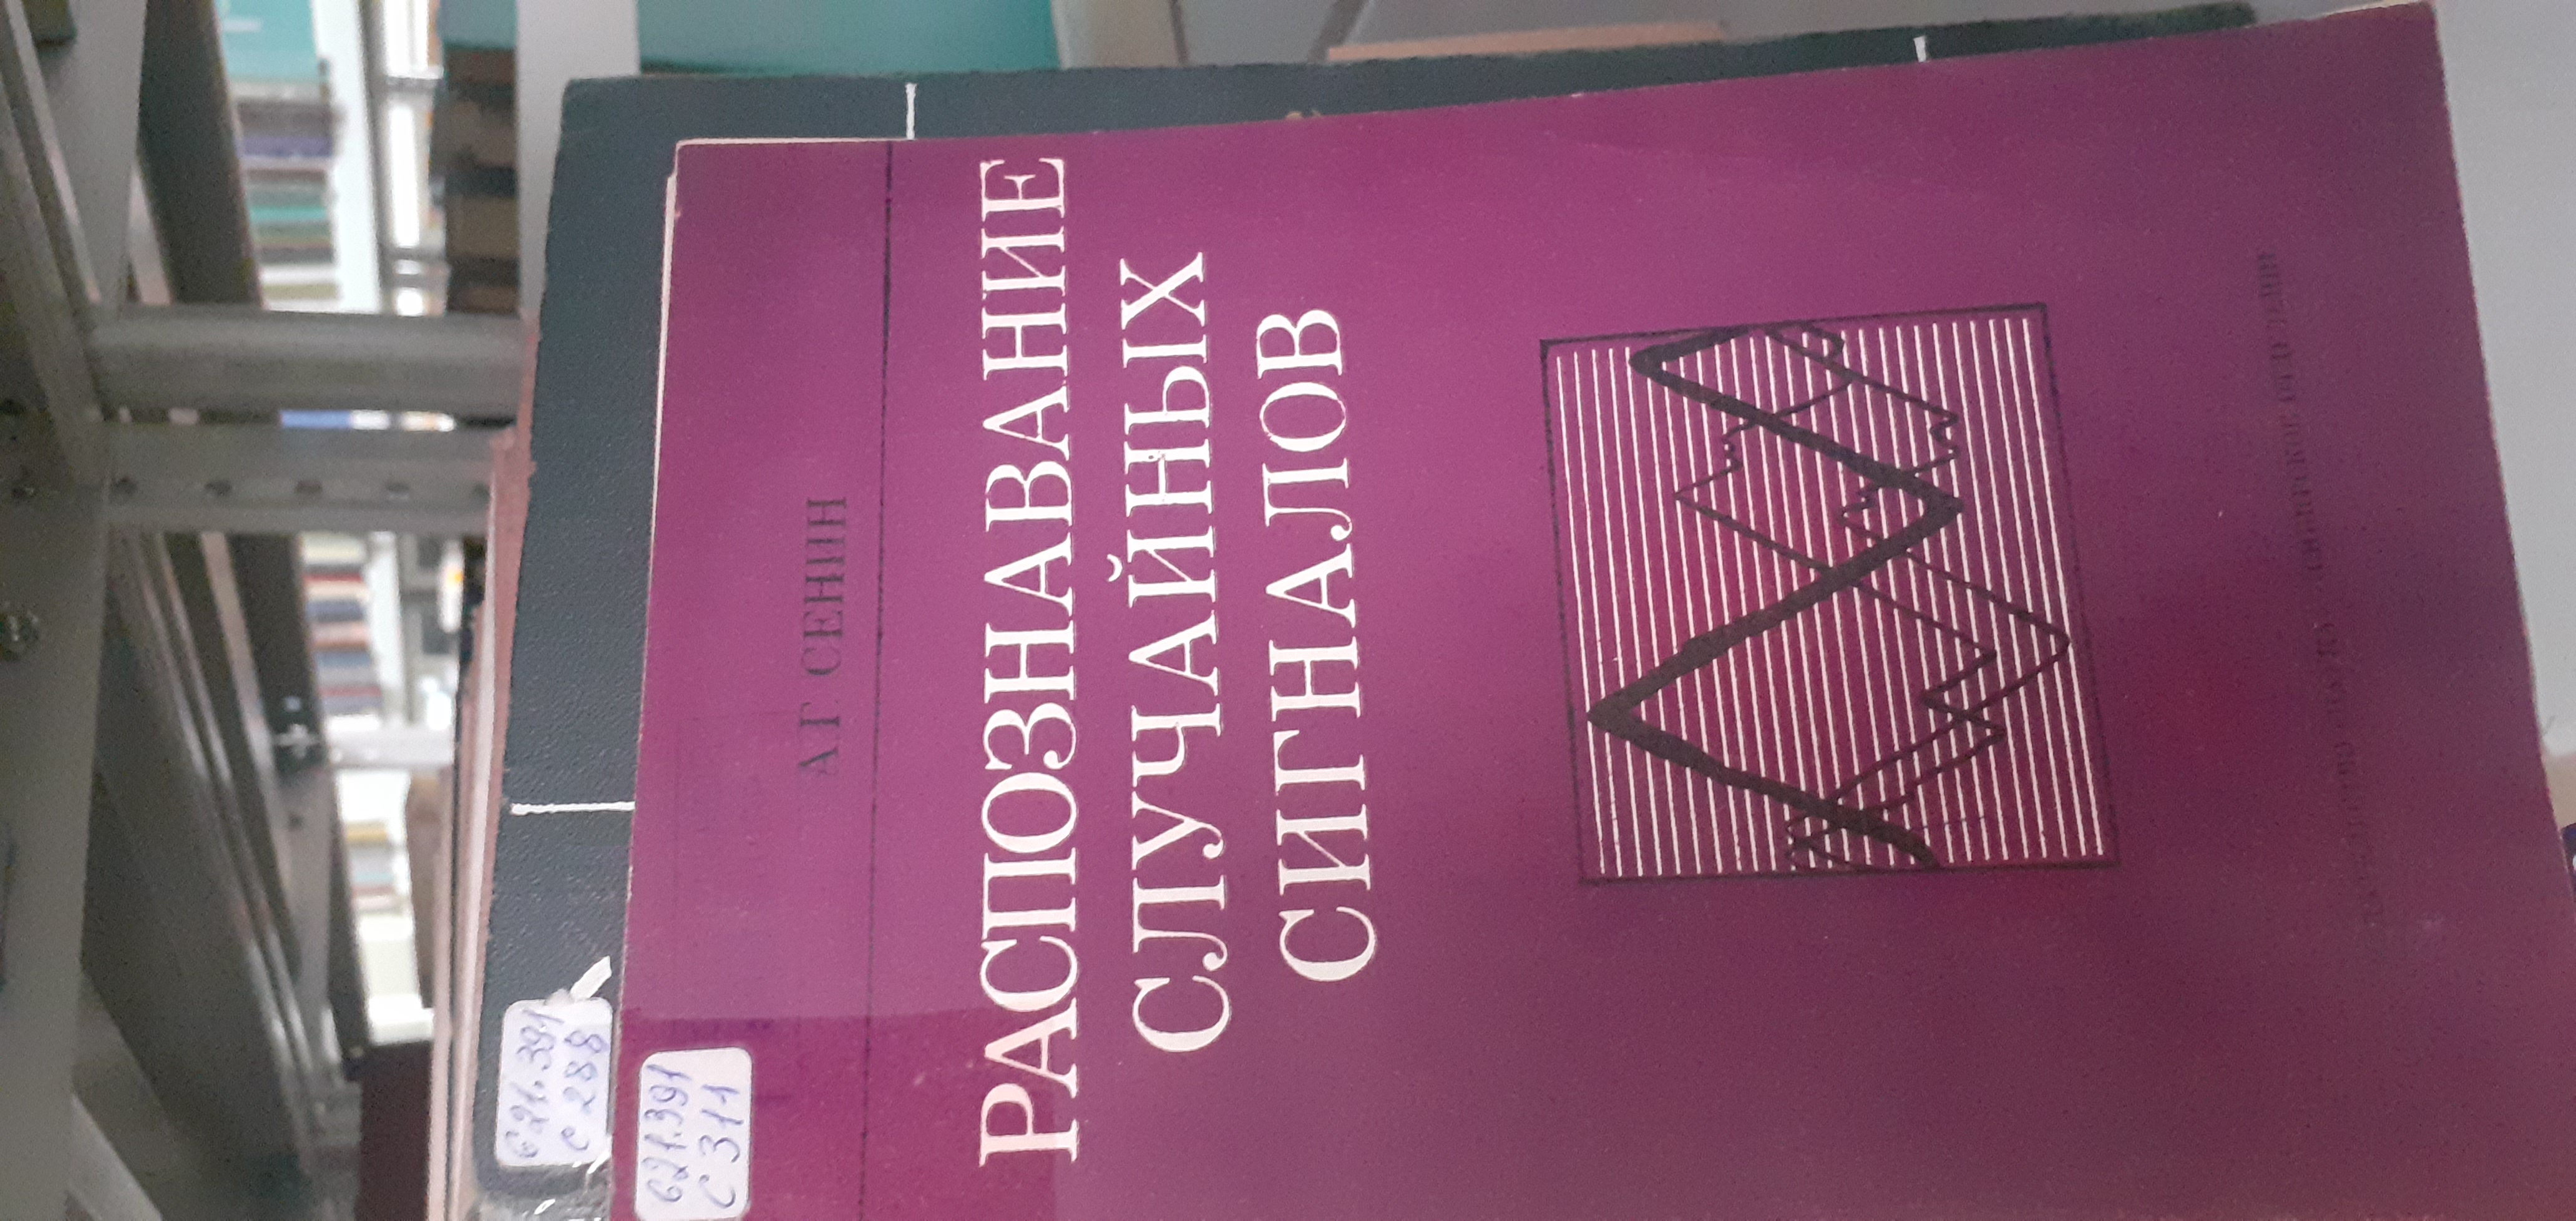 А. Г. СЕНИН
РАСПОЗНАВАНИЕ
СЛУЧАЙНЫХ
СИГНАЛОВ
621.391
С 311
621.391
С 288